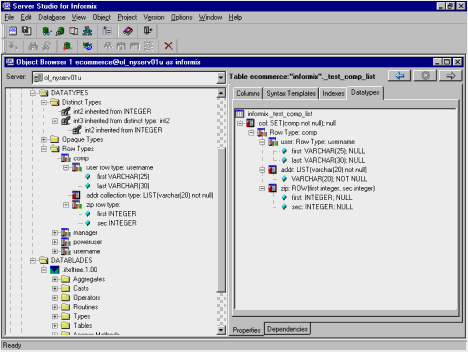 Server Studio for Informix
File Edit DataBase View Object Project Version Options Window Help
Object Browser 1 ecommerce@ol_nyserv01u as informix
Server: ol_nyserv01u
DATATYPES
Distinct Types
int2 inherited from INTEGER
int3 inherited from distinct type: int2
int2 inherited from INTEGER
Opaque Types
Row Types
comp
user row type: username
first VARCHAR(25)
last VARCHAR(30)
addr collection type: LIST(varchar(20) not null)
zip row type:
first INTEGER
sec INTEGER
manager
poweruser
username
DATABLADES
ifxrltree.1.00
Aggregates
Casts
Operators
Routines
Types
Tables
Access Methods
Table ecommerce:"informix"._test_comp_list
Columns Syntax Templates Indexes Datatypes
informix._test_comp_list
col: SET(comp not null); null
Row Type: comp
user: Row Type: username
first: VARCHAR(25); NULL
last: VARCHAR(30); NULL
addr: LIST(varchar(20) not null)
VARCHAR(20); NOT NULL
zip: ROW(first integer, sec integer)
first: INTEGER; NULL
sec: INTEGER; NULL
Properties Dependencies
Ready